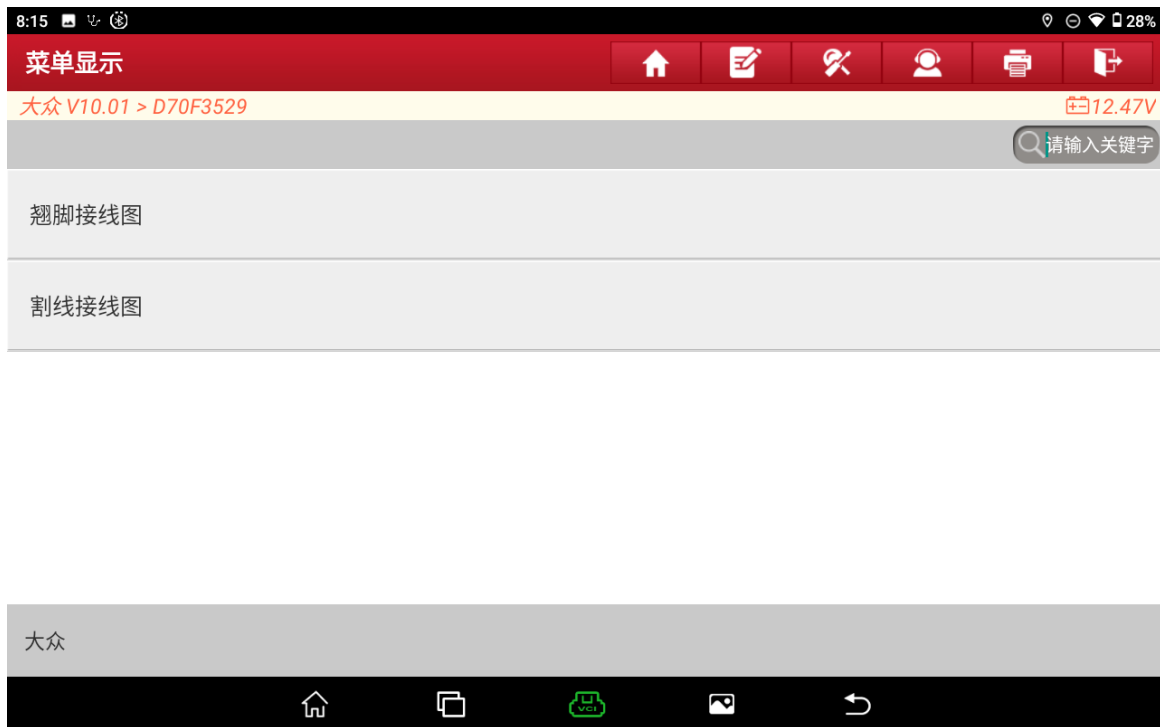 8:15
28%
菜单显示
大众 V10.01 > D70F3529
12.47V
请输入关键字
翘脚接线图
割线接线图
大众
VCI